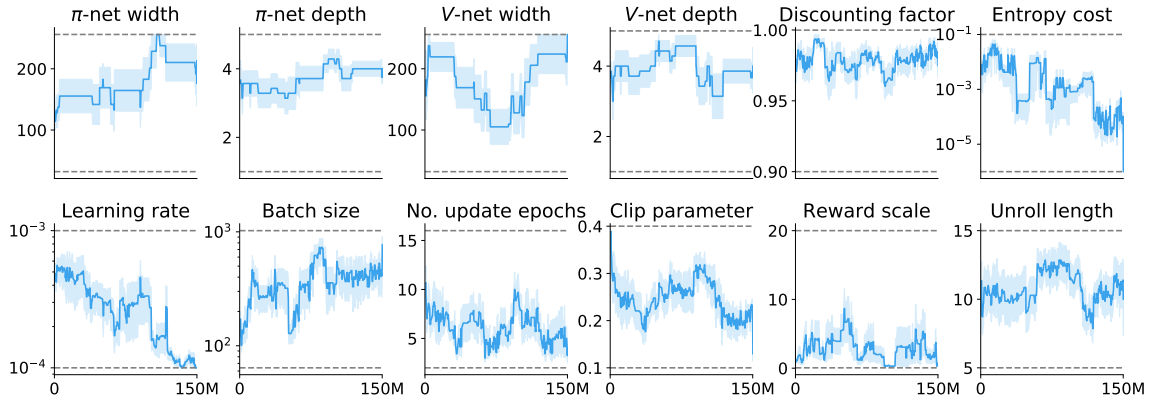 π-net width
π-net depth
V-net width
V-net depth
Discounting factor
Entropy cost
200
100
4
2
200
100
4
2
1.00
0.95
0.90
10⁻¹
10⁻³
10⁻⁵
Learning rate
Batch size
No. update epochs
Clip parameter
Reward scale
Unroll length
10⁻³
10⁻⁴
10³
10²
15
10
5
0.4
0.3
0.2
0.1
20
10
0
15
10
5
0 150M
0 150M
0 150M
0 150M
0 150M
0 150M